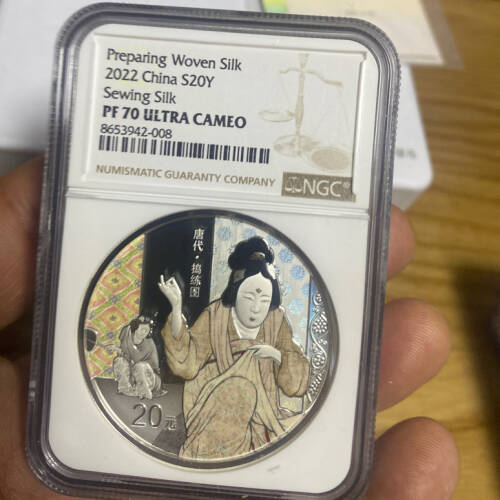 Preparing Woven Silk
2022 China S20Y
Sewing Silk
PF 70 ULTRA CAMEO
8653942-008
NUMISMATIC GUARANTY COMPANY
NGC®
唐代·捣练图
20元